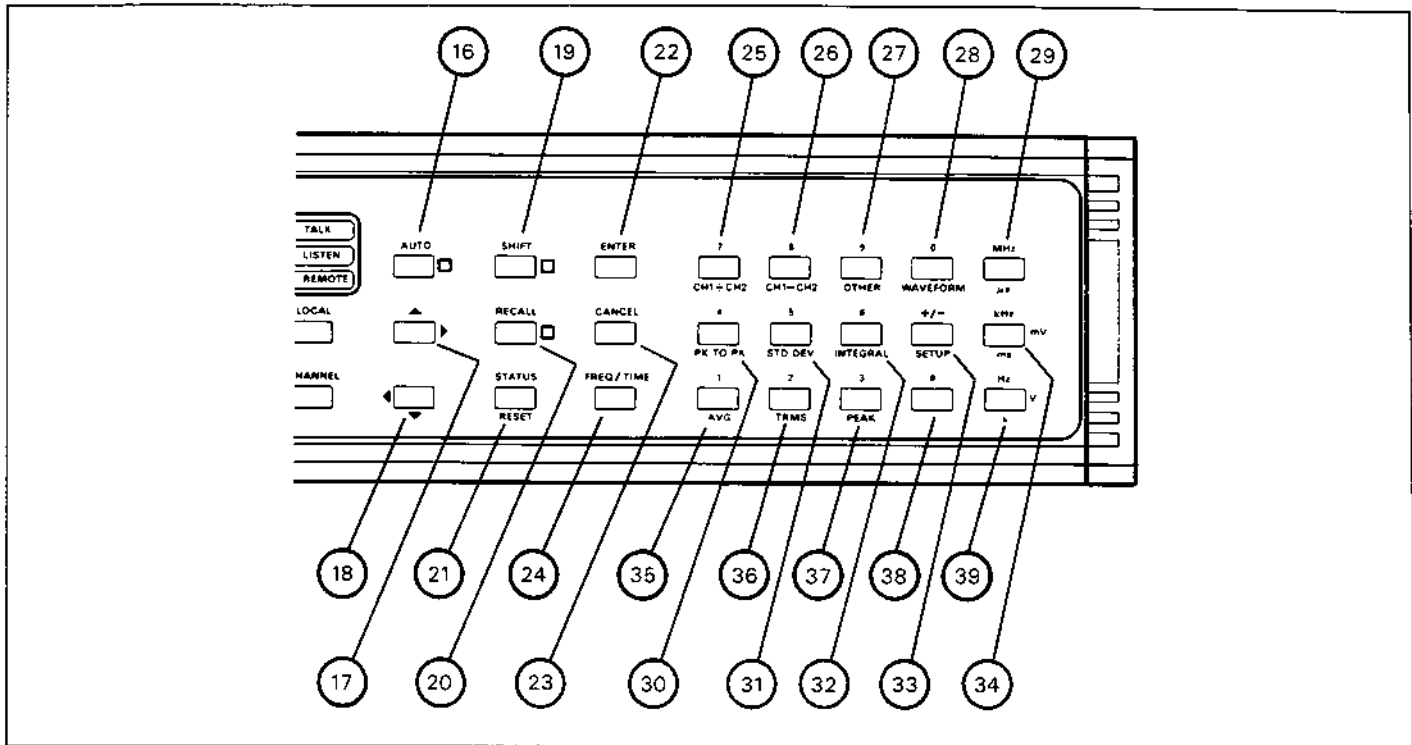 16 19 22 25 26 27 28 29
TALK
LISTEN
REMOTE
AUTO SHIFT ENTER 7 8 9 0 MHz
CH1÷CH2 CH1−CH2 OTHER WAVEFORM
LOCAL RECALL CANCEL 4 5 6 +/− kHz
mV
PK TO PK STD DEV INTEGRAL SETUP ms
HANNEL STATUS FREQ/TIME 1 2 3 Hz
V
RESET AVG TRMS PEAK
18 21 24 35 36 37 38 39
17 20 23 30 31 32 33 34